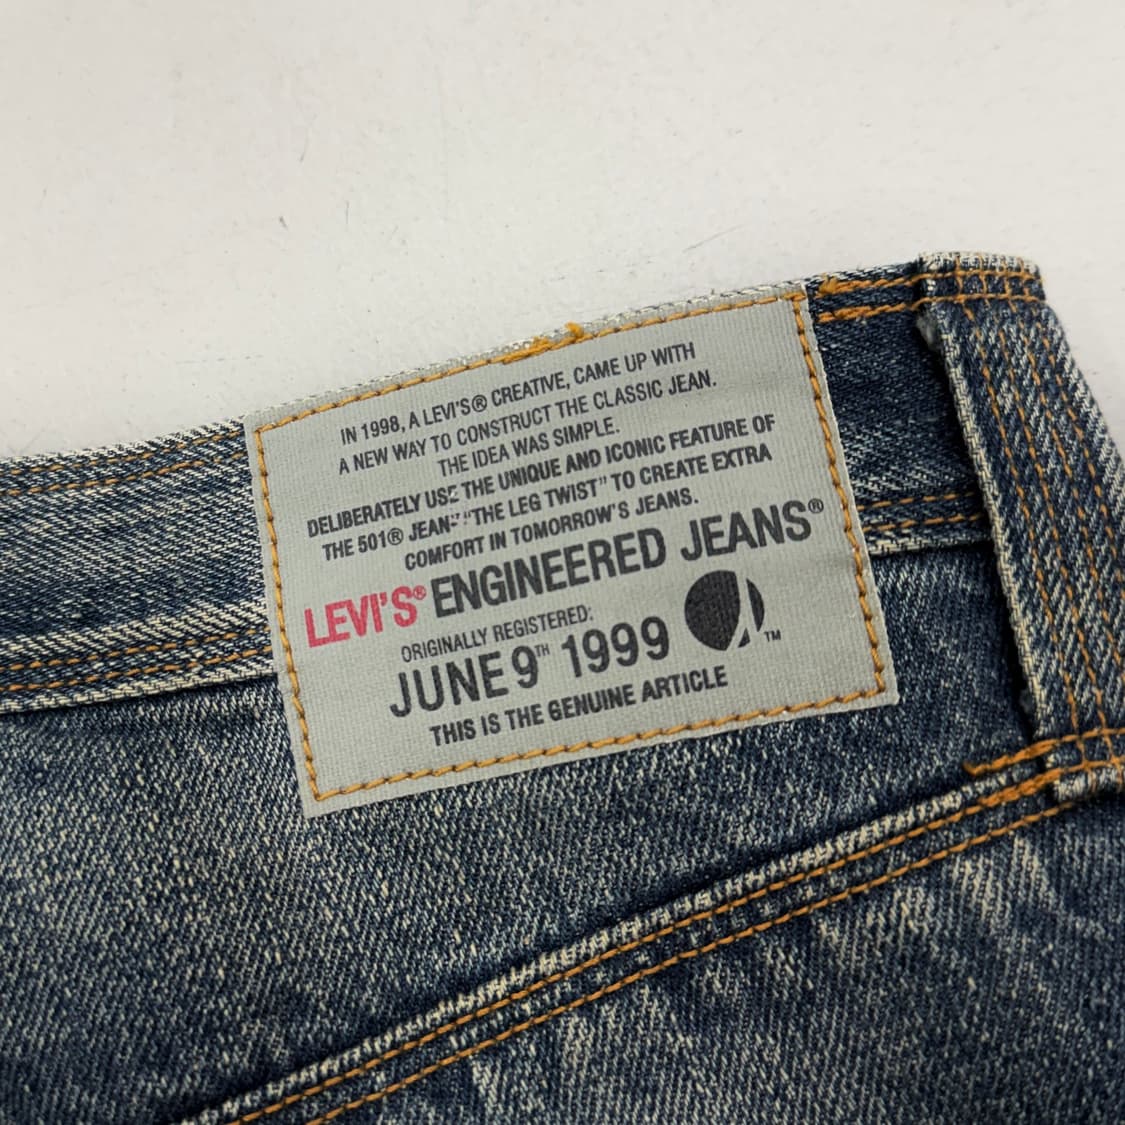 IN 1998, A LEVI'S® CREATIVE, CAME UP WITH
A NEW WAY TO CONSTRUCT THE CLASSIC JEAN.
THE IDEA WAS SIMPLE.
DELIBERATELY USE THE UNIQUE AND ICONIC FEATURE OF
THE 501® JEAN "THE LEG TWIST" TO CREATE EXTRA
COMFORT IN TOMORROW'S JEANS.
LEVI'S® ENGINEERED JEANS®
ORIGINALLY REGISTERED:
JUNE 9TH 1999
TM
THIS IS THE GENUINE ARTICLE